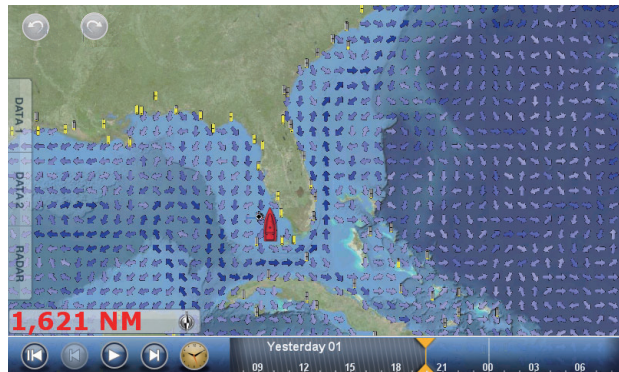 DATA 1
DATA 2
RADAR
1,621 NM
Yesterday 01
09 12 15 18 21 00 03 06